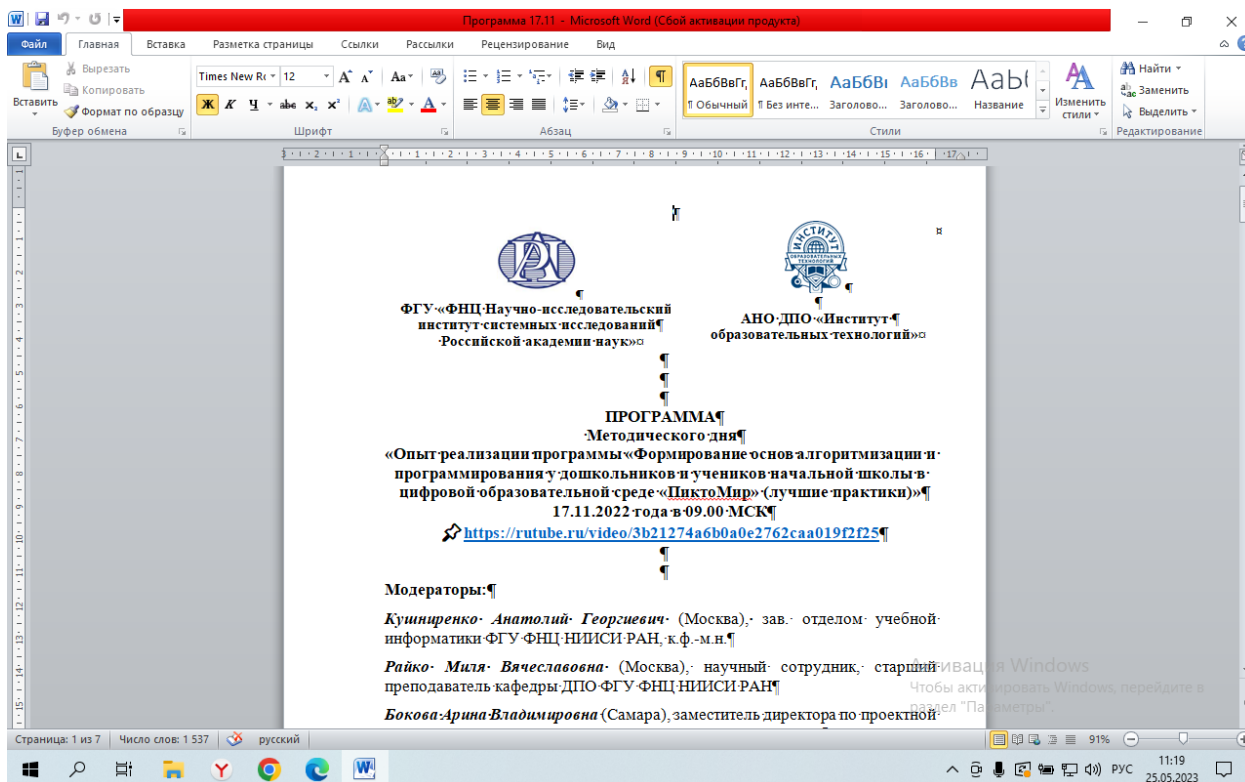 Программа 17.11 - Microsoft Word (Сбой активации продукта)
Файл Главная Вставка Разметка страницы Ссылки Рассылки Рецензирование Вид
Вставить
Вырезать
Копировать
Формат по образцу
Буфер обмена
Times New Ro 12
Шрифт
Абзац
АаБбВвГг, АаБбВвГг, АаБбВı АаБбВв АаЫ
¶ Обычный ¶ Без инте... Заголово... Заголово... Название
Стили
Изменить стили
Найти
Заменить
Выделить
Редактирование
ИНСТИТУТ
ОБРАЗОВАТЕЛЬНЫХ
ТЕХНОЛОГИЙ
ФГУ «ФНЦ Научно-исследовательский
институт системных исследований¶
Российской академии наук»¤
АНО ДПО «Институт ¶
образовательных технологий»¤
ПРОГРАММА¶
Методического дня¶
«Опыт реализации программы «Формирование основ алгоритмизации и
программирования у дошкольников и учеников начальной школы в
цифровой образовательной среде «ПиктоМир» (лучшие практики)»¶
17.11.2022 года в 09.00 МСК¶
https://rutube.ru/video/3b21274a6b0a0e2762caa019f2f25¶
Модераторы:¶
Кушниренко Анатолий Георгиевич (Москва), зав. отделом учебной
информатики ФГУ ФНЦ НИИСИ РАН, к.ф.-м.н.¶
Райко Миля Вячеславовна (Москва), научный сотрудник, старший
преподаватель кафедры ДПО ФГУ ФНЦ НИИСИ РАН¶
Бокова Арина Владимировна (Самара), заместитель директора по проектной
Активация Windows
Чтобы активировать Windows, перейдите в
раздел "Параметры".
Страница: 1 из 7 Число слов: 1 537 русский 91%
РУС
11:19
25.05.2023